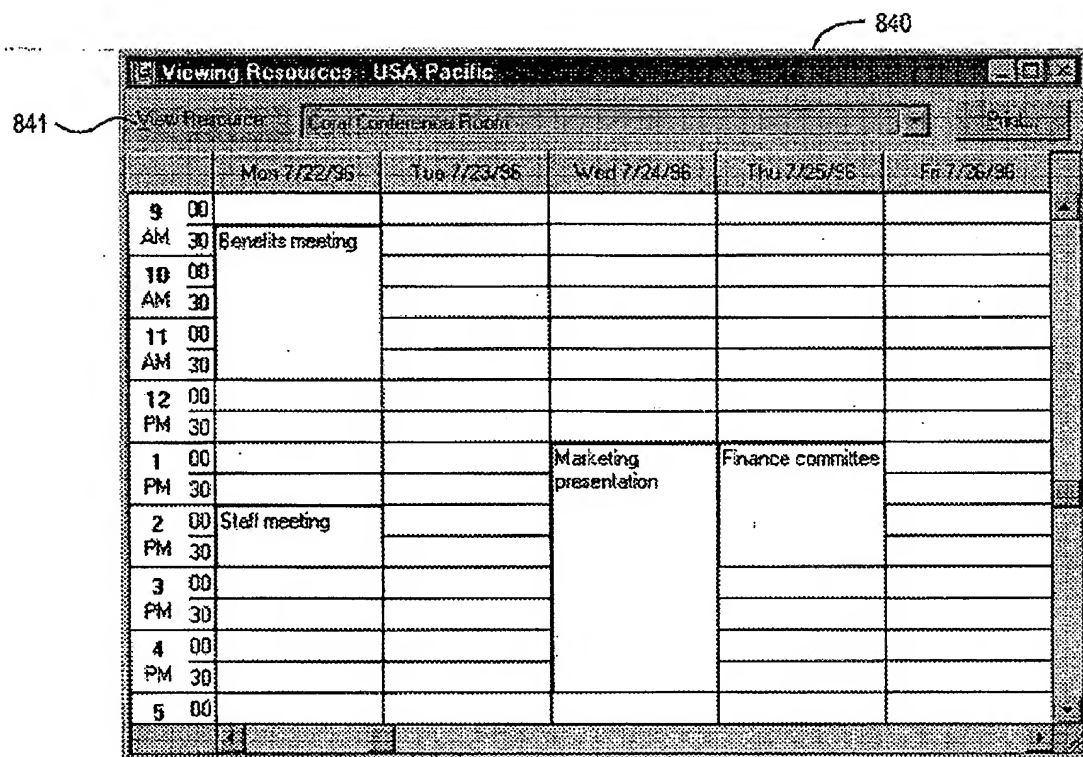 840
Viewing Resources - USA Pacific
841
View Resource
Coral Conference Room
Print...
Mon 7/22/96 Tue 7/23/96 Wed 7/24/96 Thu 7/25/96 Fri 7/26/96
9 00
AM 30 Benefits meeting
10 00
AM 30
11 00
AM 30
12 00
PM 30
1 00 Marketing Finance committee
PM 30 presentation
2 00 Staff meeting
PM 30
3 00
PM 30
4 00
PM 30
5 00